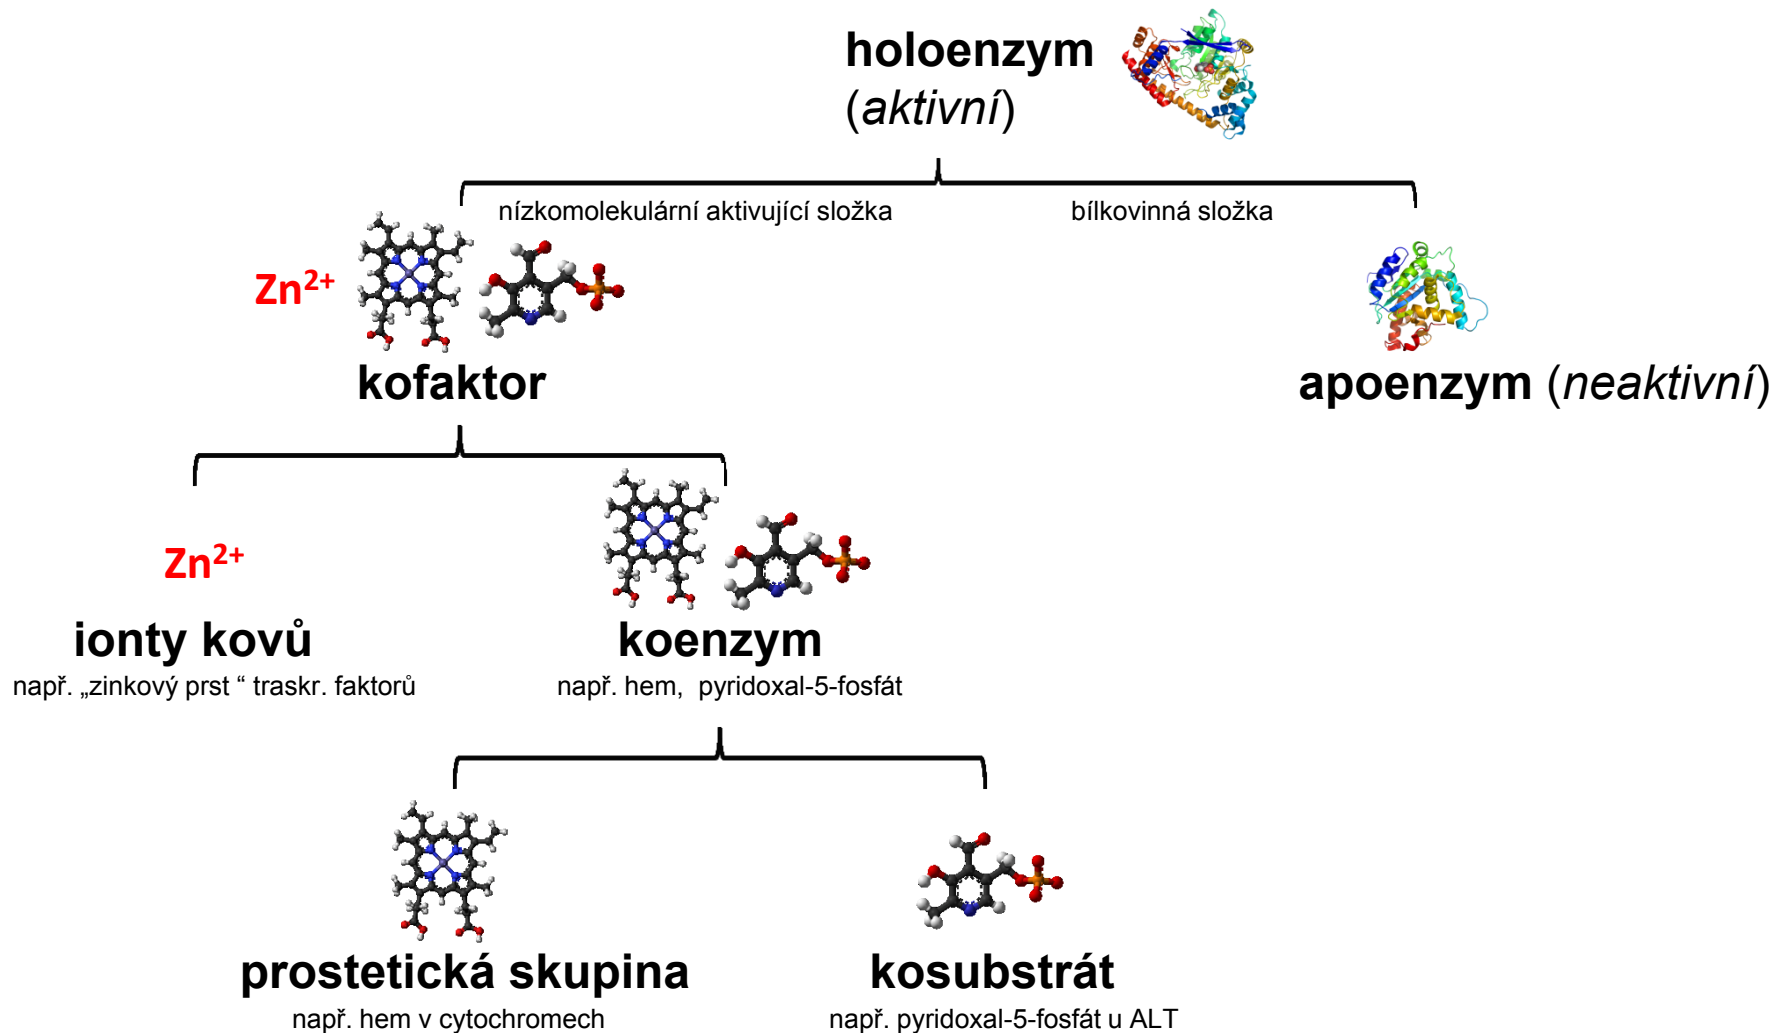 holoenzym
(aktivní)
nízkomolekulární aktivující složka
bílkovinná složka
Zn²⁺
kofaktor
apoenzym (neaktivní)
Zn²⁺
ionty kovů
koenzym
např. „zinkový prst “ traskr. faktorů
např. hem, pyridoxal-5-fosfát
prostetická skupina
kosubstrát
např. hem v cytochromech
např. pyridoxal-5-fosfát u ALT